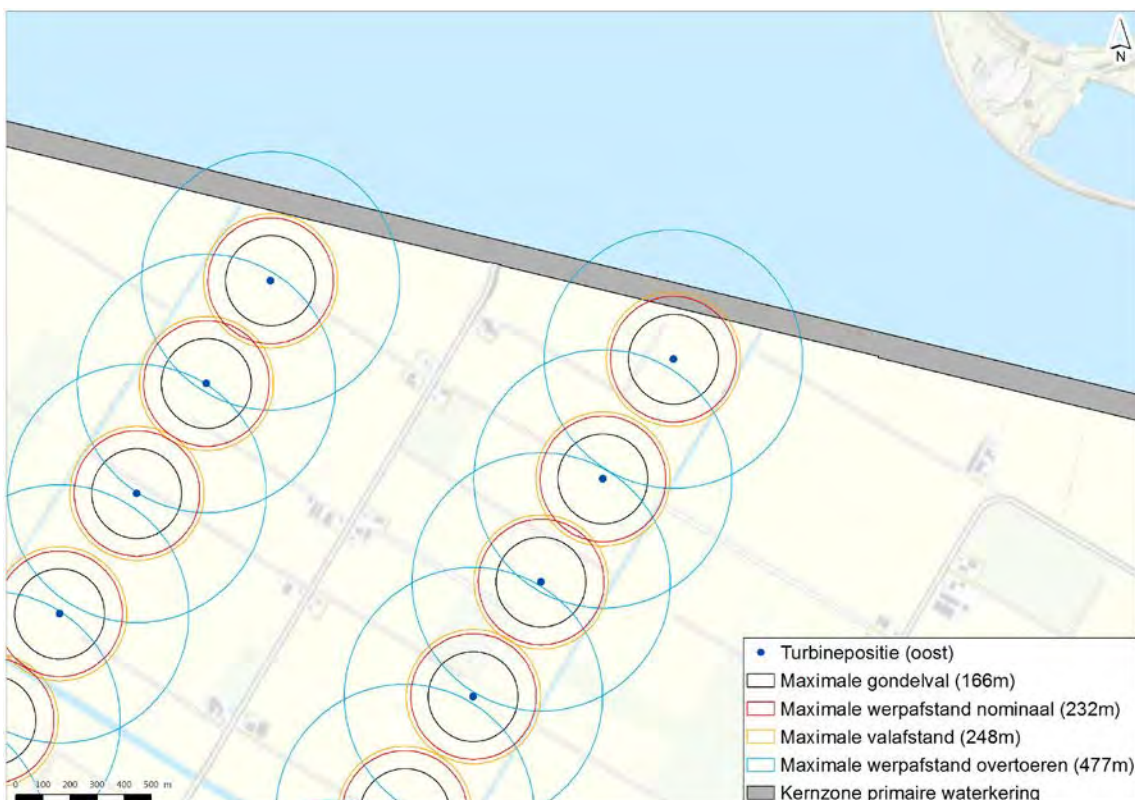 N
Turbinepositie (oost)
Maximale gondelval (166m)
Maximale werpafstand nominaal (232m)
Maximale valafstand (248m)
Maximale werpafstand overtoeren (477m)
Kernzone primaire waterkering
0 100 200 300 400 500 m